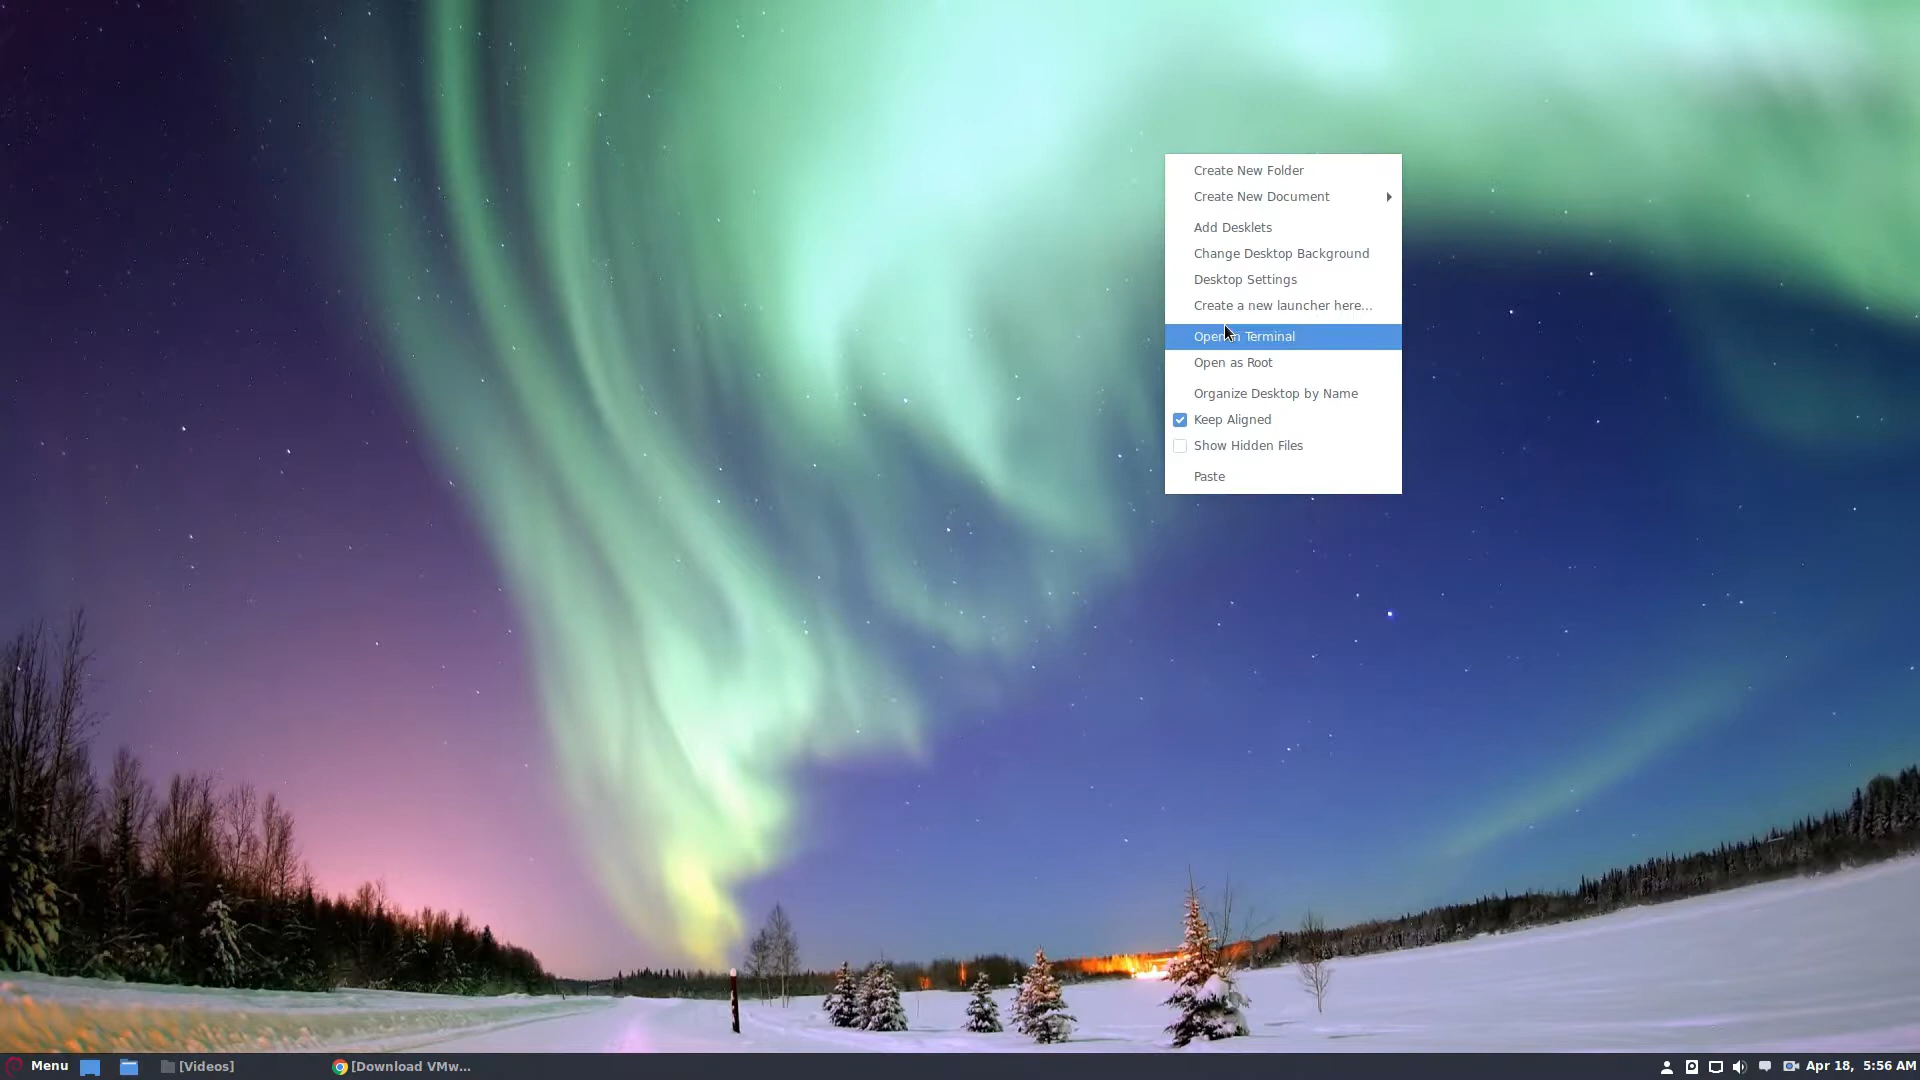 Create New Folder
Create New Document
Add Desklets
Change Desktop Background
Desktop Settings
Create a new launcher here...
Open in Terminal
Open as Root
Organize Desktop by Name
Keep Aligned
Show Hidden Files
Paste
Menu [Videos] [Download VMw... Apr 18, 5:56 AM